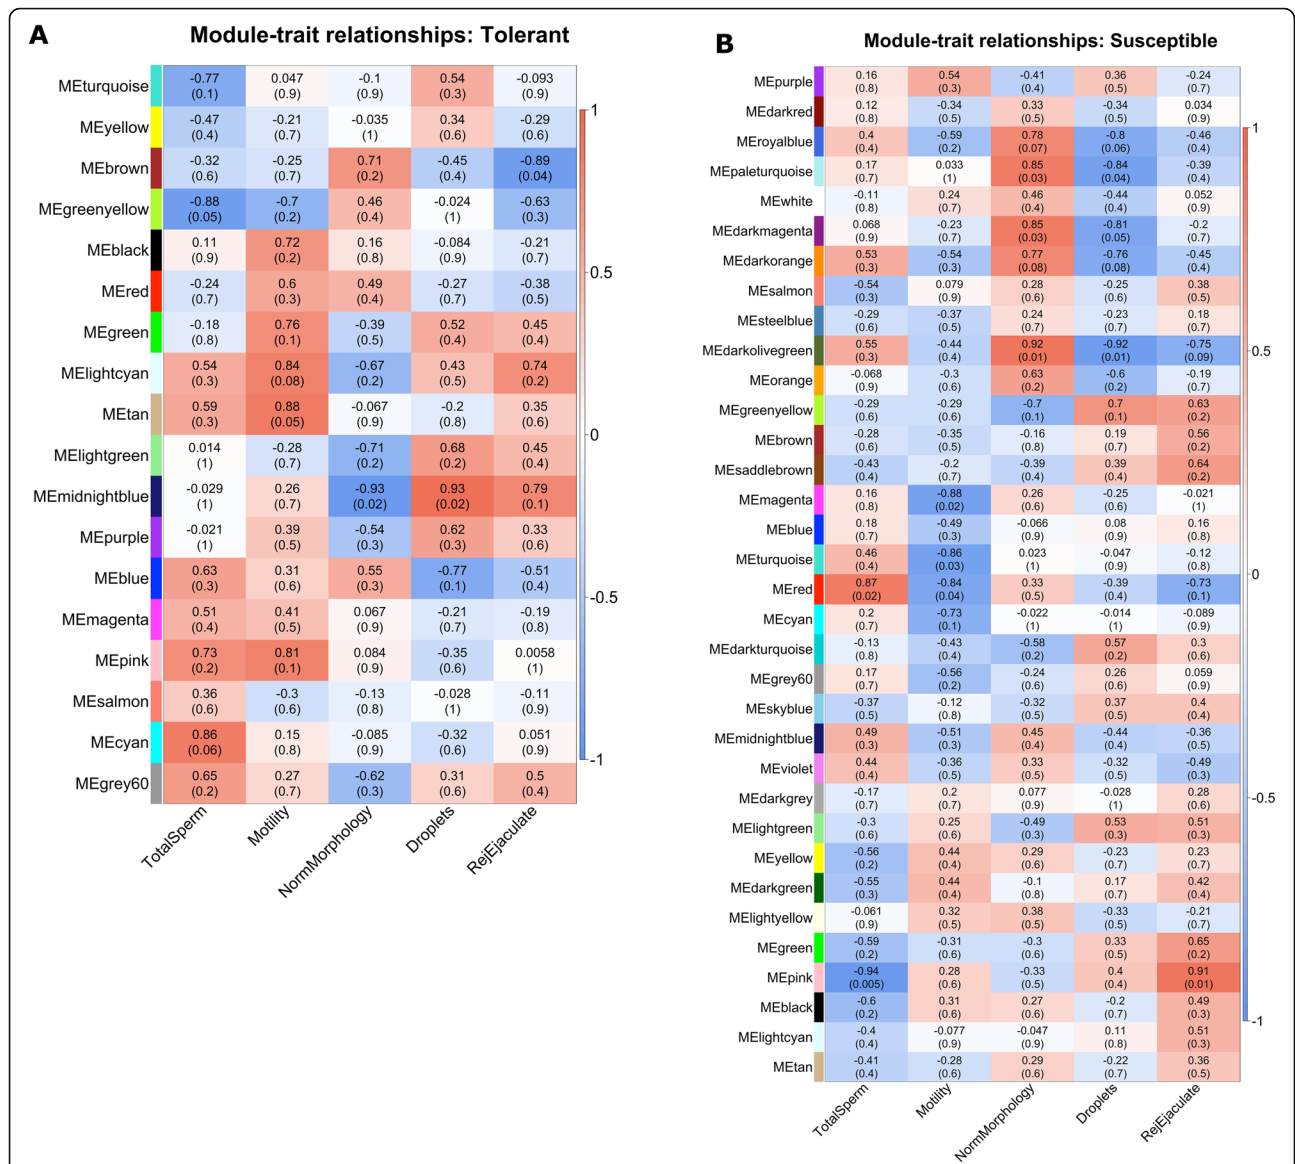 A
Module-trait relationships: Tolerant
MEturquoise -0.77 0.047 -0.1 0.54 -0.093
(0.1) (0.9) (0.9) (0.3) (0.9)
MEyellow -0.47 -0.21 -0.035 0.34 -0.29
(0.4) (0.7) (1) (0.6) (0.6)
MEbrown -0.32 -0.25 0.71 -0.45 -0.89
(0.6) (0.7) (0.2) (0.4) (0.04)
MEgreenyellow -0.88 -0.7 0.46 -0.024 -0.63
(0.05) (0.2) (0.4) (1) (0.3)
MEblack 0.11 0.72 0.16 -0.084 -0.21
(0.9) (0.2) (0.8) (0.9) (0.7)
MEred -0.24 0.6 0.49 -0.27 -0.38
(0.7) (0.3) (0.4) (0.7) (0.5)
MEgreen -0.18 0.76 -0.39 0.52 0.45
(0.8) (0.1) (0.5) (0.4) (0.4)
MElightcyan 0.54 0.84 -0.67 0.43 0.74
(0.3) (0.08) (0.2) (0.5) (0.2)
MEtan 0.59 0.88 -0.067 -0.2 0.35
(0.3) (0.05) (0.9) (0.8) (0.6)
MElightgreen 0.014 -0.28 -0.71 0.68 0.45
(1) (0.7) (0.2) (0.2) (0.4)
MEmidnightblue -0.029 0.26 -0.93 0.93 0.79
(1) (0.7) (0.02) (0.02) (0.1)
MEpurple -0.021 0.39 -0.54 0.62 0.33
(1) (0.5) (0.3) (0.3) (0.6)
MEblue 0.63 0.31 0.55 -0.77 -0.51
(0.3) (0.6) (0.3) (0.1) (0.4)
MEmagenta 0.51 0.41 0.067 -0.21 -0.19
(0.4) (0.5) (0.9) (0.7) (0.8)
MEpink 0.73 0.81 0.084 -0.35 0.0058
(0.2) (0.1) (0.9) (0.6) (1)
MEsalmon 0.36 -0.3 -0.13 -0.028 -0.11
(0.6) (0.6) (0.8) (1) (0.9)
MEcyan 0.86 0.15 -0.085 -0.32 0.051
(0.06) (0.8) (0.9) (0.6) (0.9)
MEgrey60 0.65 0.27 -0.62 0.31 0.5
(0.2) (0.7) (0.3) (0.6) (0.4)
TotalSperm Motility NormMorphology Droplets RejEjaculate
1
0.5
0
-0.5
-1
B
Module-trait relationships: Susceptible
MEpurple 0.16 0.54 -0.41 0.36 -0.24
(0.8) (0.3) (0.4) (0.5) (0.7)
MEdarkred 0.12 -0.34 0.33 -0.34 0.034
(0.8) (0.5) (0.5) (0.5) (0.9)
MEroyalblue 0.4 -0.59 0.78 -0.8 -0.46
(0.4) (0.2) (0.07) (0.06) (0.4)
MEpaleturquoise 0.17 0.033 0.85 -0.84 -0.39
(0.7) (1) (0.03) (0.04) (0.4)
MEwhite -0.11 0.24 0.46 -0.44 0.052
(0.8) (0.7) (0.4) (0.4) (0.9)
MEdarkmagenta 0.068 -0.23 0.85 -0.81 -0.2
(0.9) (0.7) (0.03) (0.05) (0.7)
MEdarkorange 0.53 -0.54 0.77 -0.76 -0.45
(0.3) (0.3) (0.08) (0.08) (0.4)
MEsalmon -0.54 0.079 0.28 -0.25 0.38
(0.3) (0.9) (0.6) (0.6) (0.5)
MEsteelblue -0.29 -0.37 0.24 -0.23 0.18
(0.6) (0.5) (0.7) (0.7) (0.7)
MEdarkolivegreen 0.55 -0.44 0.92 -0.92 -0.75
(0.3) (0.4) (0.01) (0.01) (0.09)
MEorange -0.068 -0.3 0.63 -0.6 -0.19
(0.9) (0.6) (0.2) (0.2) (0.7)
MEgreenyellow -0.29 -0.29 -0.7 0.7 0.63
(0.6) (0.6) (0.1) (0.1) (0.2)
MEbrown -0.28 -0.35 -0.16 0.19 0.56
(0.6) (0.5) (0.8) (0.7) (0.2)
MEsaddlebrown -0.43 -0.2 -0.39 0.39 0.64
(0.4) (0.7) (0.4) (0.4) (0.2)
MEmagenta 0.16 -0.88 0.26 -0.25 -0.021
(0.8) (0.02) (0.6) (0.6) (1)
MEblue 0.18 -0.49 -0.066 0.08 0.16
(0.7) (0.3) (0.9) (0.9) (0.8)
MEturquoise 0.46 -0.86 0.023 -0.047 -0.12
(0.4) (0.03) (1) (0.9) (0.8)
MEred 0.87 -0.84 0.33 -0.39 -0.73
(0.02) (0.04) (0.5) (0.4) (0.1)
MEcyan 0.2 -0.73 -0.022 -0.014 -0.089
(0.7) (0.1) (1) (1) (0.9)
MEdarkturquoise -0.13 -0.43 -0.58 0.57 0.3
(0.8) (0.4) (0.2) (0.2) (0.6)
MEgrey60 0.17 -0.56 -0.24 0.26 0.059
(0.7) (0.2) (0.6) (0.6) (0.9)
MEskyblue -0.37 -0.12 -0.32 0.37 0.4
(0.5) (0.8) (0.5) (0.5) (0.4)
MEmidnightblue 0.49 -0.51 0.45 -0.44 -0.36
(0.3) (0.3) (0.4) (0.4) (0.5)
MEviolet 0.44 -0.36 0.33 -0.32 -0.49
(0.4) (0.5) (0.5) (0.5) (0.3)
MEdarkgrey -0.17 0.2 0.077 -0.028 0.28
(0.7) (0.7) (0.9) (1) (0.6)
MElightgreen -0.3 0.25 -0.49 0.53 0.51
(0.6) (0.6) (0.3) (0.3) (0.3)
MEyellow -0.56 0.44 0.29 -0.23 0.23
(0.2) (0.4) (0.6) (0.7) (0.7)
MEdarkgreen -0.55 0.44 -0.1 0.17 0.42
(0.3) (0.4) (0.8) (0.7) (0.4)
MElightyellow -0.061 0.32 0.38 -0.33 -0.21
(0.9) (0.5) (0.5) (0.5) (0.7)
MEgreen -0.59 -0.31 -0.3 0.33 0.65
(0.2) (0.6) (0.6) (0.5) (0.2)
MEpink -0.94 0.28 -0.33 0.4 0.91
(0.005) (0.6) (0.5) (0.4) (0.01)
MEblack -0.6 0.31 0.27 -0.2 0.49
(0.2) (0.6) (0.6) (0.7) (0.3)
MElightcyan -0.4 -0.077 -0.047 0.11 0.51
(0.4) (0.9) (0.9) (0.8) (0.3)
MEtan -0.41 -0.28 0.29 -0.22 0.36
(0.4) (0.6) (0.6) (0.7) (0.5)
TotalSperm Motility NormMorphology Droplets RejEjaculate
1
0.5
0
-0.5
-1